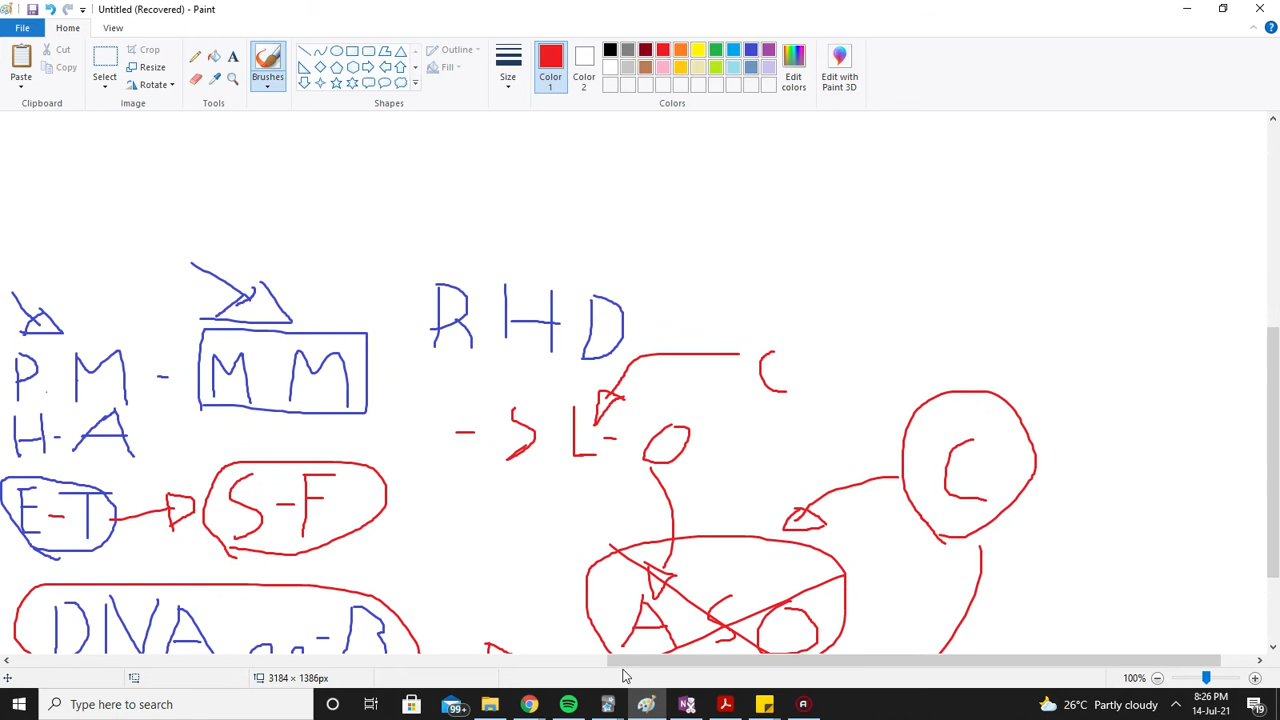 Untitled (Recovered) - Paint
File
Home
View
Paste
Cut
Copy
Clipboard
Select
Crop
Resize
Rotate
Image
Tools
Brushes
Outline
Fill
Shapes
Size
Color 1
Color 2
Edit colors
Edit with Paint 3D
Colors
R H D
P. M - M M
C
H - A
- S L - O
C
E - T
S - F
A S O
DNA
- B
3184 × 1386px
100%
Type here to search
99+
26°C Partly cloudy
8:26 PM
14-Jul-21
19